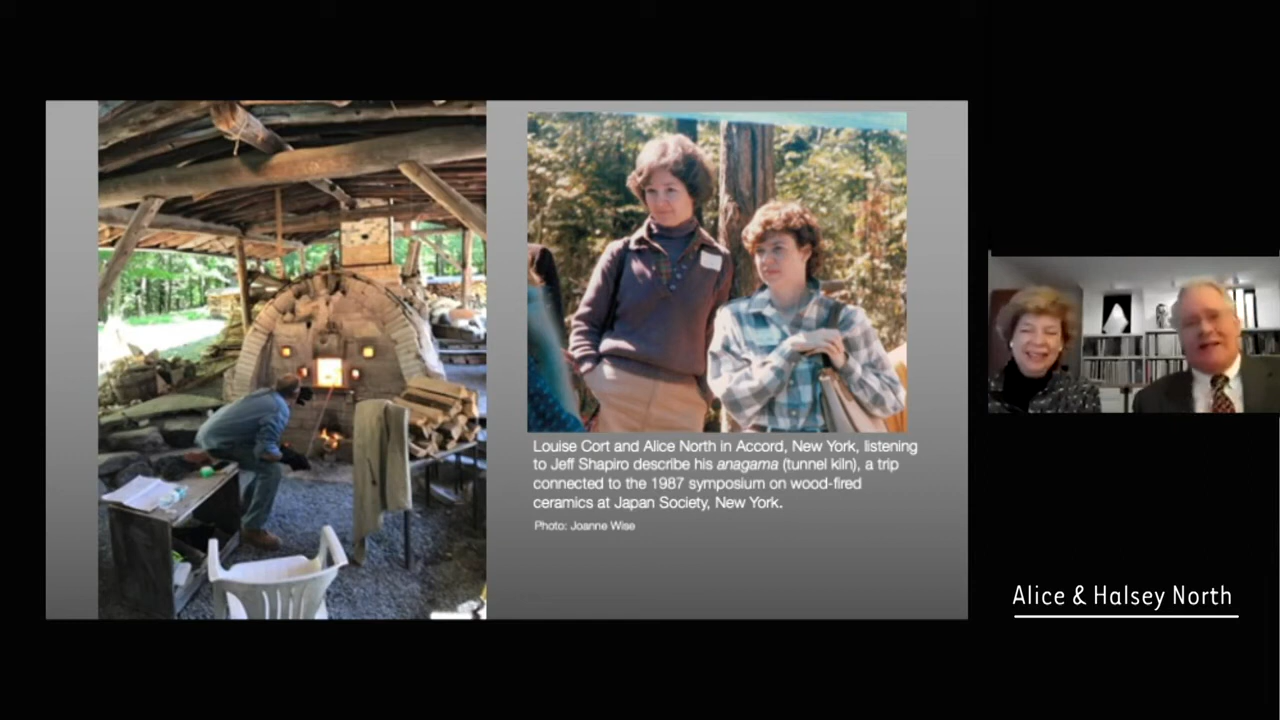 Louise Cort and Alice North in Accord, New York, listening
to Jeff Shapiro describe his anagama (tunnel kiln), a trip
connected to the 1987 symposium on wood-fired
ceramics at Japan Society, New York.
Photo: Joanne Wise
Alice & Halsey North